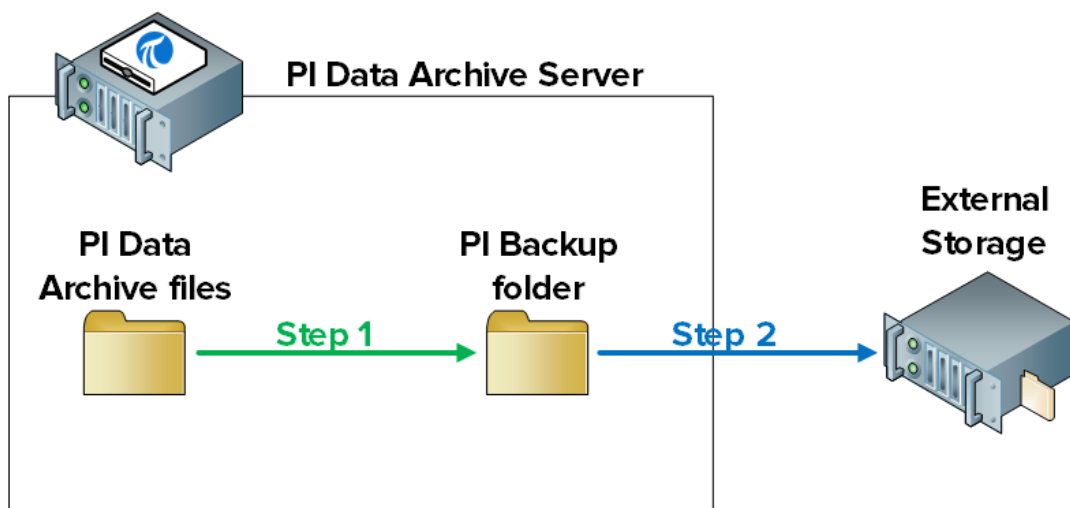 PI Data Archive Server
PI Data
Archive files
PI Backup
folder
External
Storage
Step 1
Step 2